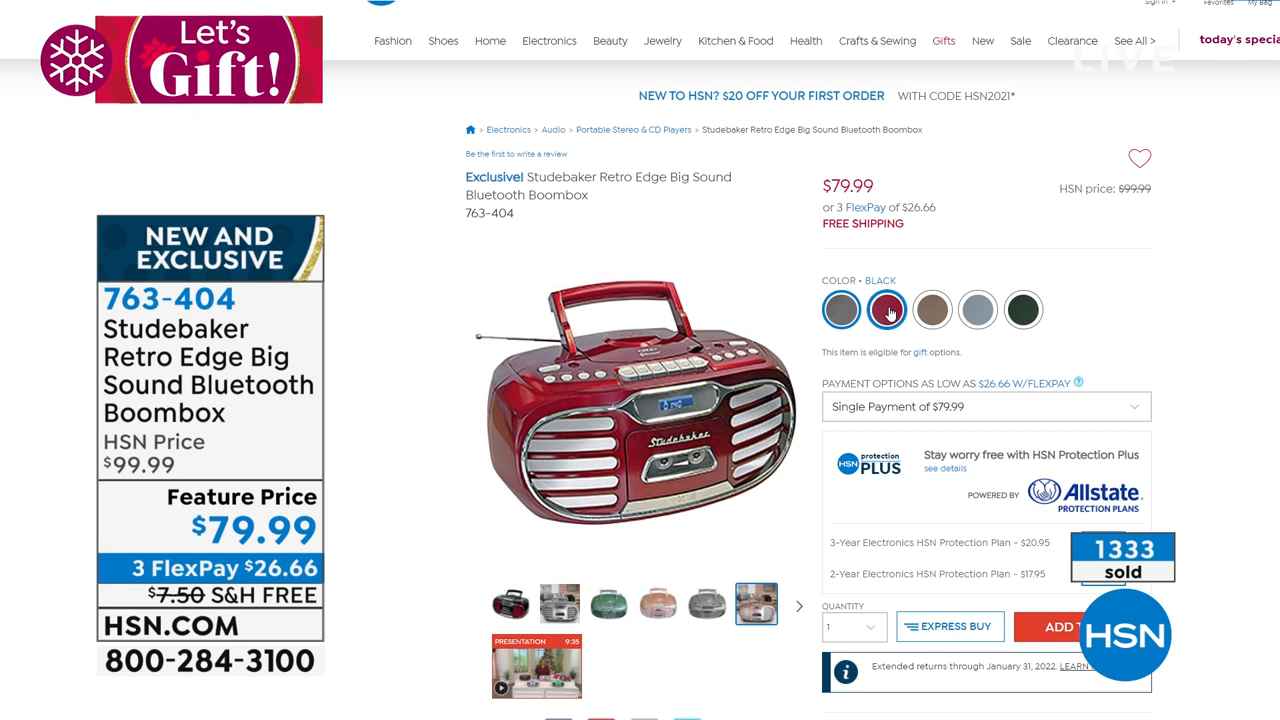 Let's
Gift!
Sign In
Favorites
My Bag
Fashion
Shoes
Home
Electronics
Beauty
Jewelry
Kitchen & Food
Health
Crafts & Sewing
Gifts
New
Sale
Clearance
See All >
today's specia
LIVE
NEW TO HSN? $20 OFF YOUR FIRST ORDER WITH CODE HSN2021*
> Electronics > Audio > Portable Stereo & CD Players > Studebaker Retro Edge Big Sound Bluetooth Boombox
Be the first to write a review
Exclusive! Studebaker Retro Edge Big Sound
Bluetooth Boombox
763-404
$79.99
HSN price: $99.99
or 3 FlexPay of $26.66
FREE SHIPPING
COLOR • BLACK
This item is eligible for gift options.
PAYMENT OPTIONS AS LOW AS $26.66 W/FLEXPAY ?
Single Payment of $79.99
HSN protection PLUS
Stay worry free with HSN Protection Plus
see details
POWERED BY Allstate
PROTECTION PLANS
3-Year Electronics HSN Protection Plan - $20.95
2-Year Electronics HSN Protection Plan - $17.95
1333
sold
QUANTITY
1
EXPRESS BUY
ADD T
HSN
i
Extended returns through January 31, 2022. LEARN
Studebaker
PRESENTATION 9:35
NEW AND
EXCLUSIVE
763-404
Studebaker
Retro Edge Big
Sound Bluetooth
Boombox
HSN Price
$99.99
Feature Price
$79.99
3 FlexPay $26.66
$7.50 S&H FREE
HSN.COM
800-284-3100